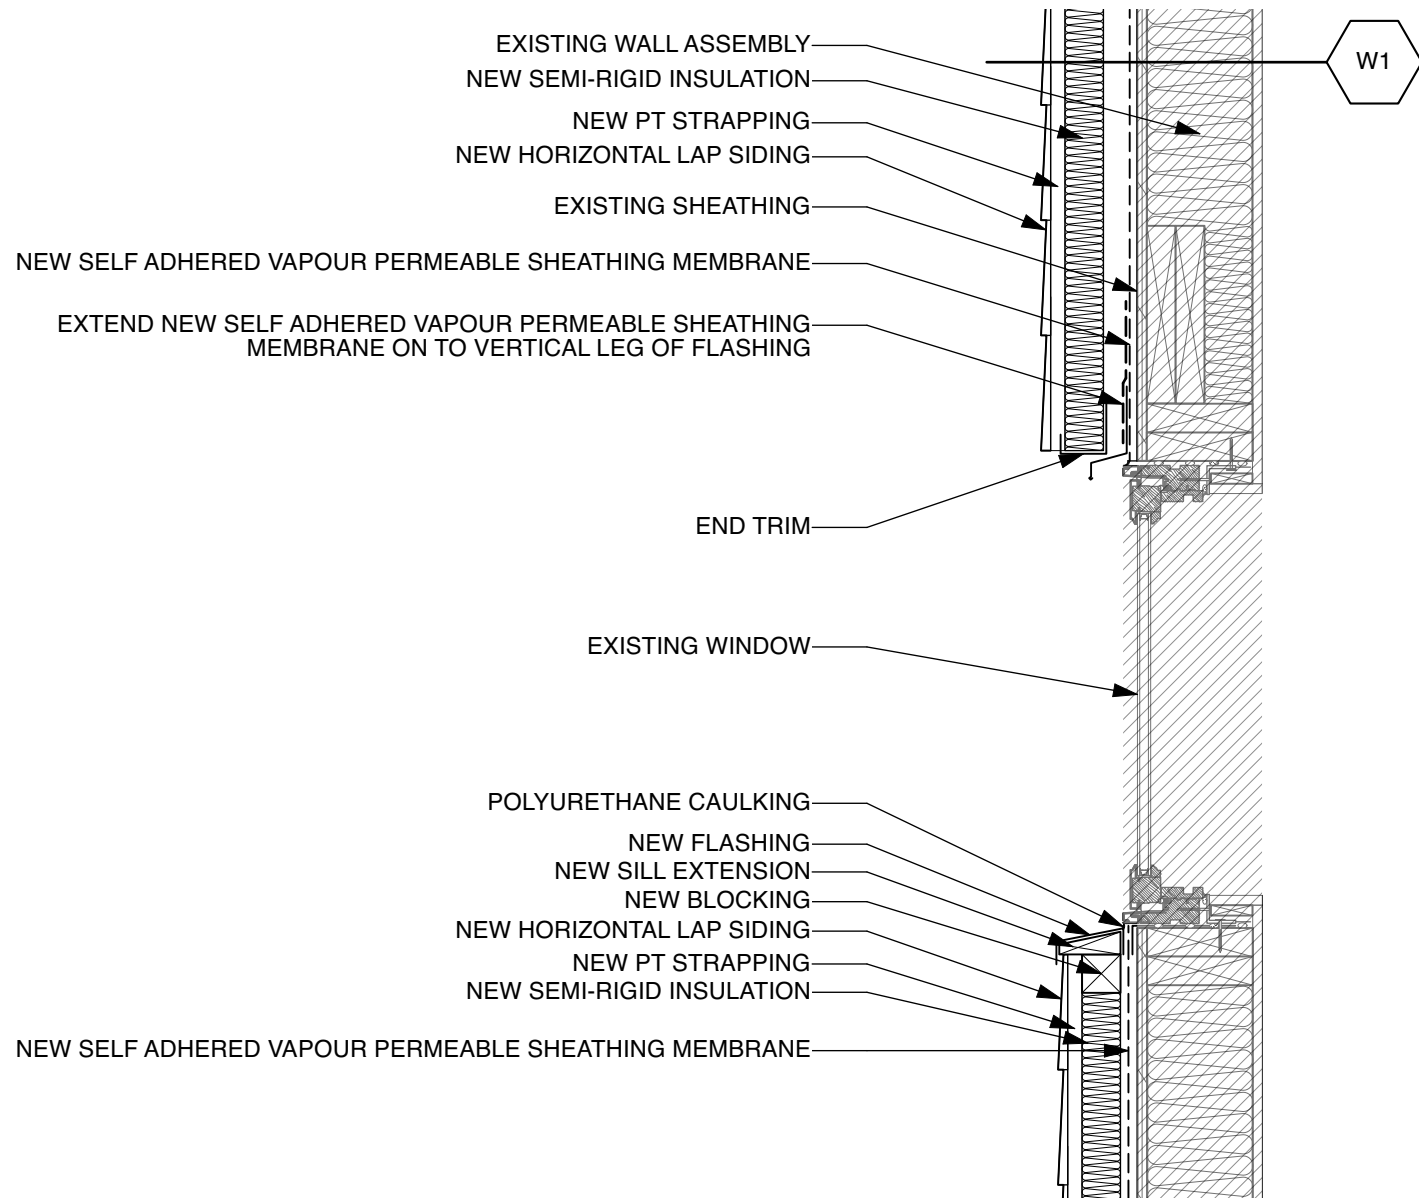 EXISTING WALL ASSEMBLY
W1
NEW SEMI-RIGID INSULATION
NEW PT STRAPPING
NEW HORIZONTAL LAP SIDING
EXISTING SHEATHING
NEW SELF ADHERED VAPOUR PERMEABLE SHEATHING MEMBRANE
EXTEND NEW SELF ADHERED VAPOUR PERMEABLE SHEATHING
MEMBRANE ON TO VERTICAL LEG OF FLASHING
END TRIM
EXISTING WINDOW
POLYURETHANE CAULKING
NEW FLASHING
NEW SILL EXTENSION
NEW BLOCKING
NEW HORIZONTAL LAP SIDING
NEW PT STRAPPING
NEW SEMI-RIGID INSULATION
NEW SELF ADHERED VAPOUR PERMEABLE SHEATHING MEMBRANE